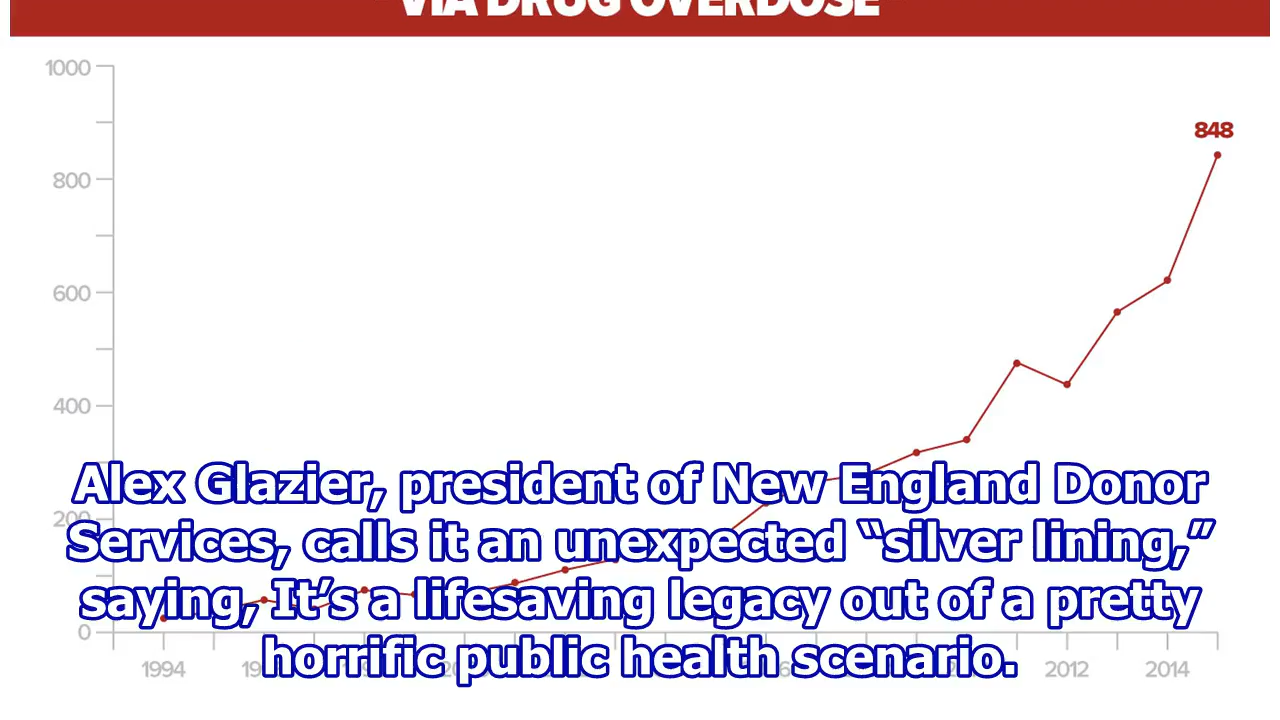 VIA DRUG OVERDOSE
1000
848
800
600
400
200
0
Alex Glazier, president of New England Donor
Services, calls it an unexpected “silver lining,”
saying, It’s a lifesaving legacy out of a pretty
horrific public health scenario.
1994
2012
2014